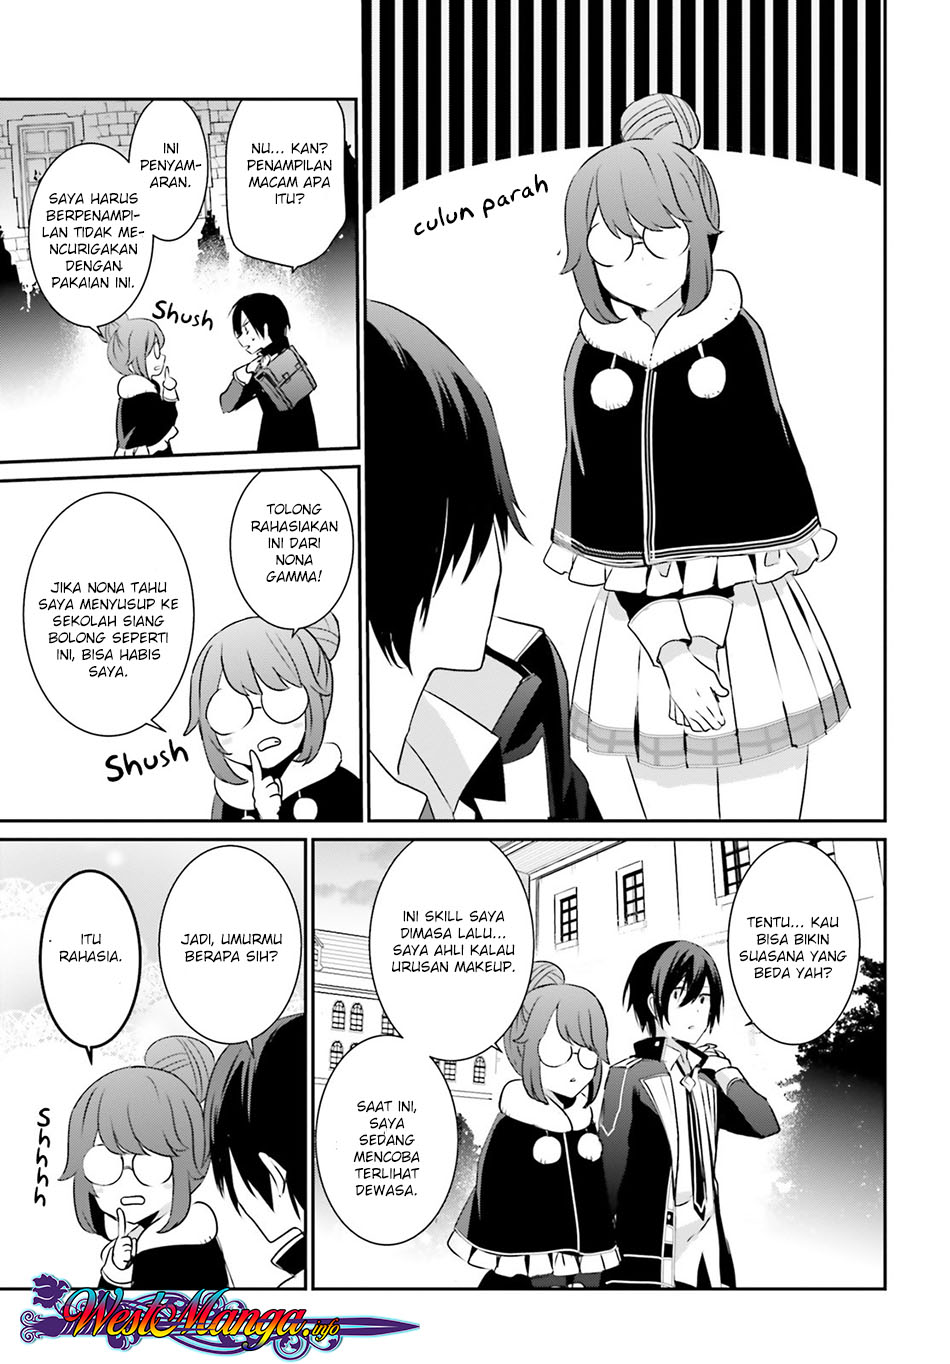 culun parah
NU... KAN?
PENAMPILAN
MACAM APA
ITU?
INI
PENYAM-
ARAN.
SAYA HARUS
BERPENAMPI-
LAN TIDAK ME-
NCURIGAKAN
DENGAN
PAKAIAN INI.
Shush
TOLONG
RAHASIAKAN
INI DARI
NONA
GAMMA!
JIKA NONA TAHU
SAYA MENYUSUP KE
SEKOLAH SIANG
BOLONG SEPERTI
INI, BISA HABIS
SAYA.
Shush
TENTU... KAU
BISA BIKIN
SUASANA YANG
BEDA YAH?
INI SKILL SAYA
DIMASA LALU...
SAYA AHLI KALAU
URUSAN MAKEUP.
SAAT INI,
SAYA
SEDANG
MENCOBA
TERLIHAT
DEWASA.
JADI, UMURMU
BERAPA SIH?
ITU
RAHASIA.
Shhhh
WestManga.info